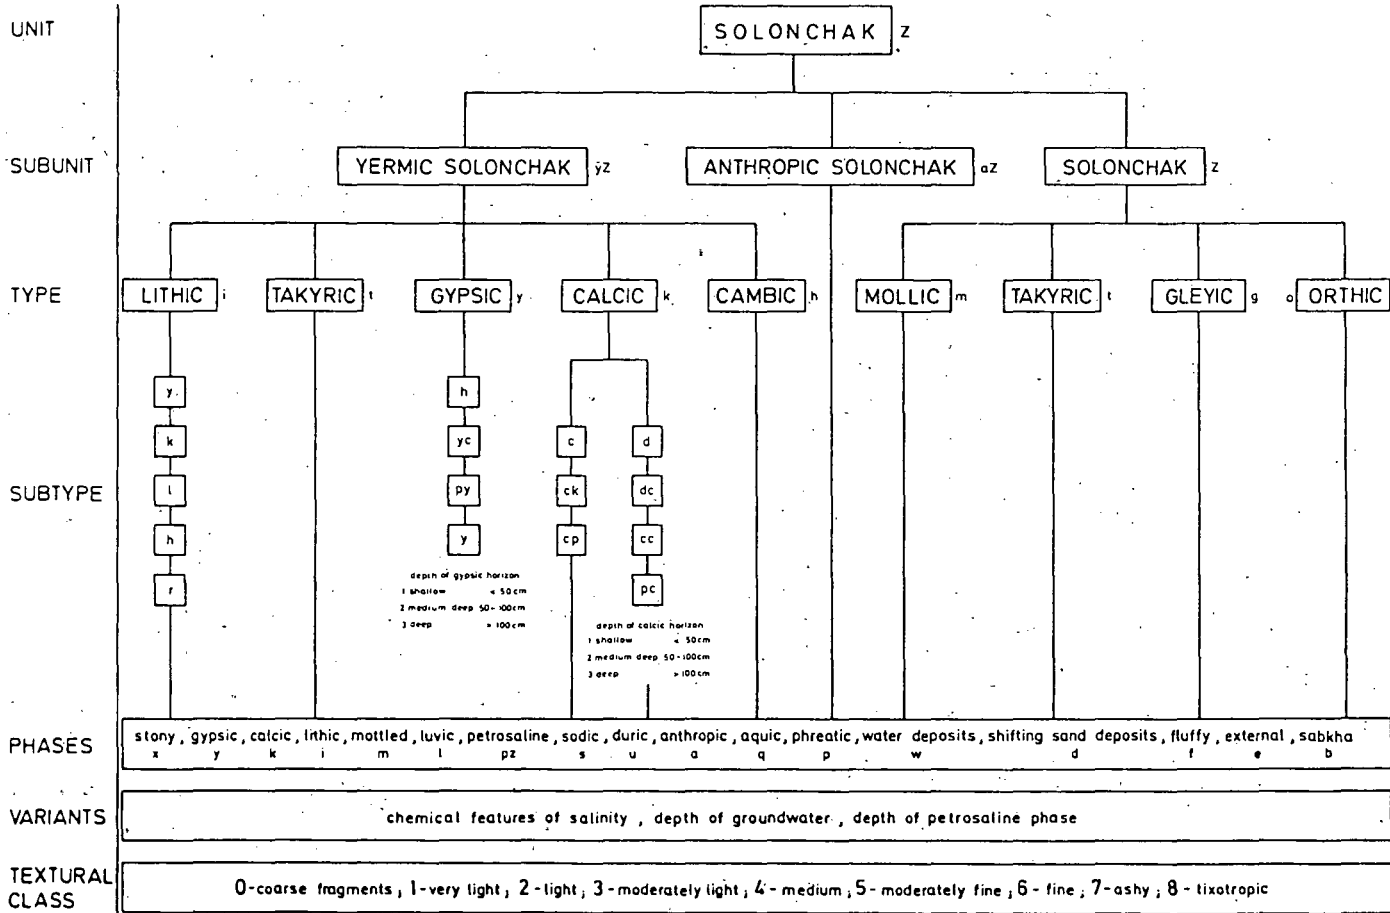 UNIT
SOLONCHAK Z
SUBUNIT
YERMIC SOLONCHAK ÿZ
ANTHROPIC SOLONCHAK aZ
SOLONCHAK Z
TYPE
LITHIC i
TAKYRIC t
GYPSIC y
CALCIC k
CAMBIC h
MOLLIC m
TAKYRIC t
GLEYIC g
o ORTHIC
SUBTYPE
y
k
l
h
r
h
yc
py
y
depth of gypsic horizon
1 shallow < 50cm
2 medium deep 50-100cm
3 deep > 100cm
c
ck
cp
d
dc
cc
pc
depth of calcic horizon
1 shallow < 50cm
2 medium deep 50-100cm
3 deep > 100cm
PHASES
stony, gypsic, calcic, lithic, mottled, luvic, petrosaline, sodic, duric, anthropic, aquic, phreatic, water deposits, shifting sand deposits, fluffy, external, sabkha
x y k i m l pz s u a q p w d f e b
VARIANTS
chemical features of salinity, depth of groundwater, depth of petrosaline phase
TEXTURAL
CLASS
0-coarse fragments; 1-very light; 2-light; 3-moderately light; 4-medium; 5-moderately fine; 6-fine; 7-ashy; 8-tixotropic